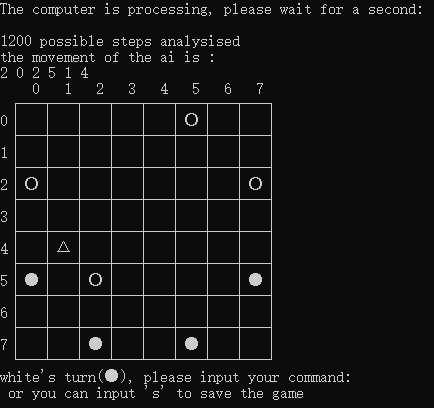 The computer is processing, please wait for a second:
1200 possible steps analysised
the movement of the ai is :
2 0 2 5 1 4
0 1 2 3 4 5 6 7
0
1
2
3
4
5
6
7
white's turn(●), please input your command:
or you can input 's' to save the game